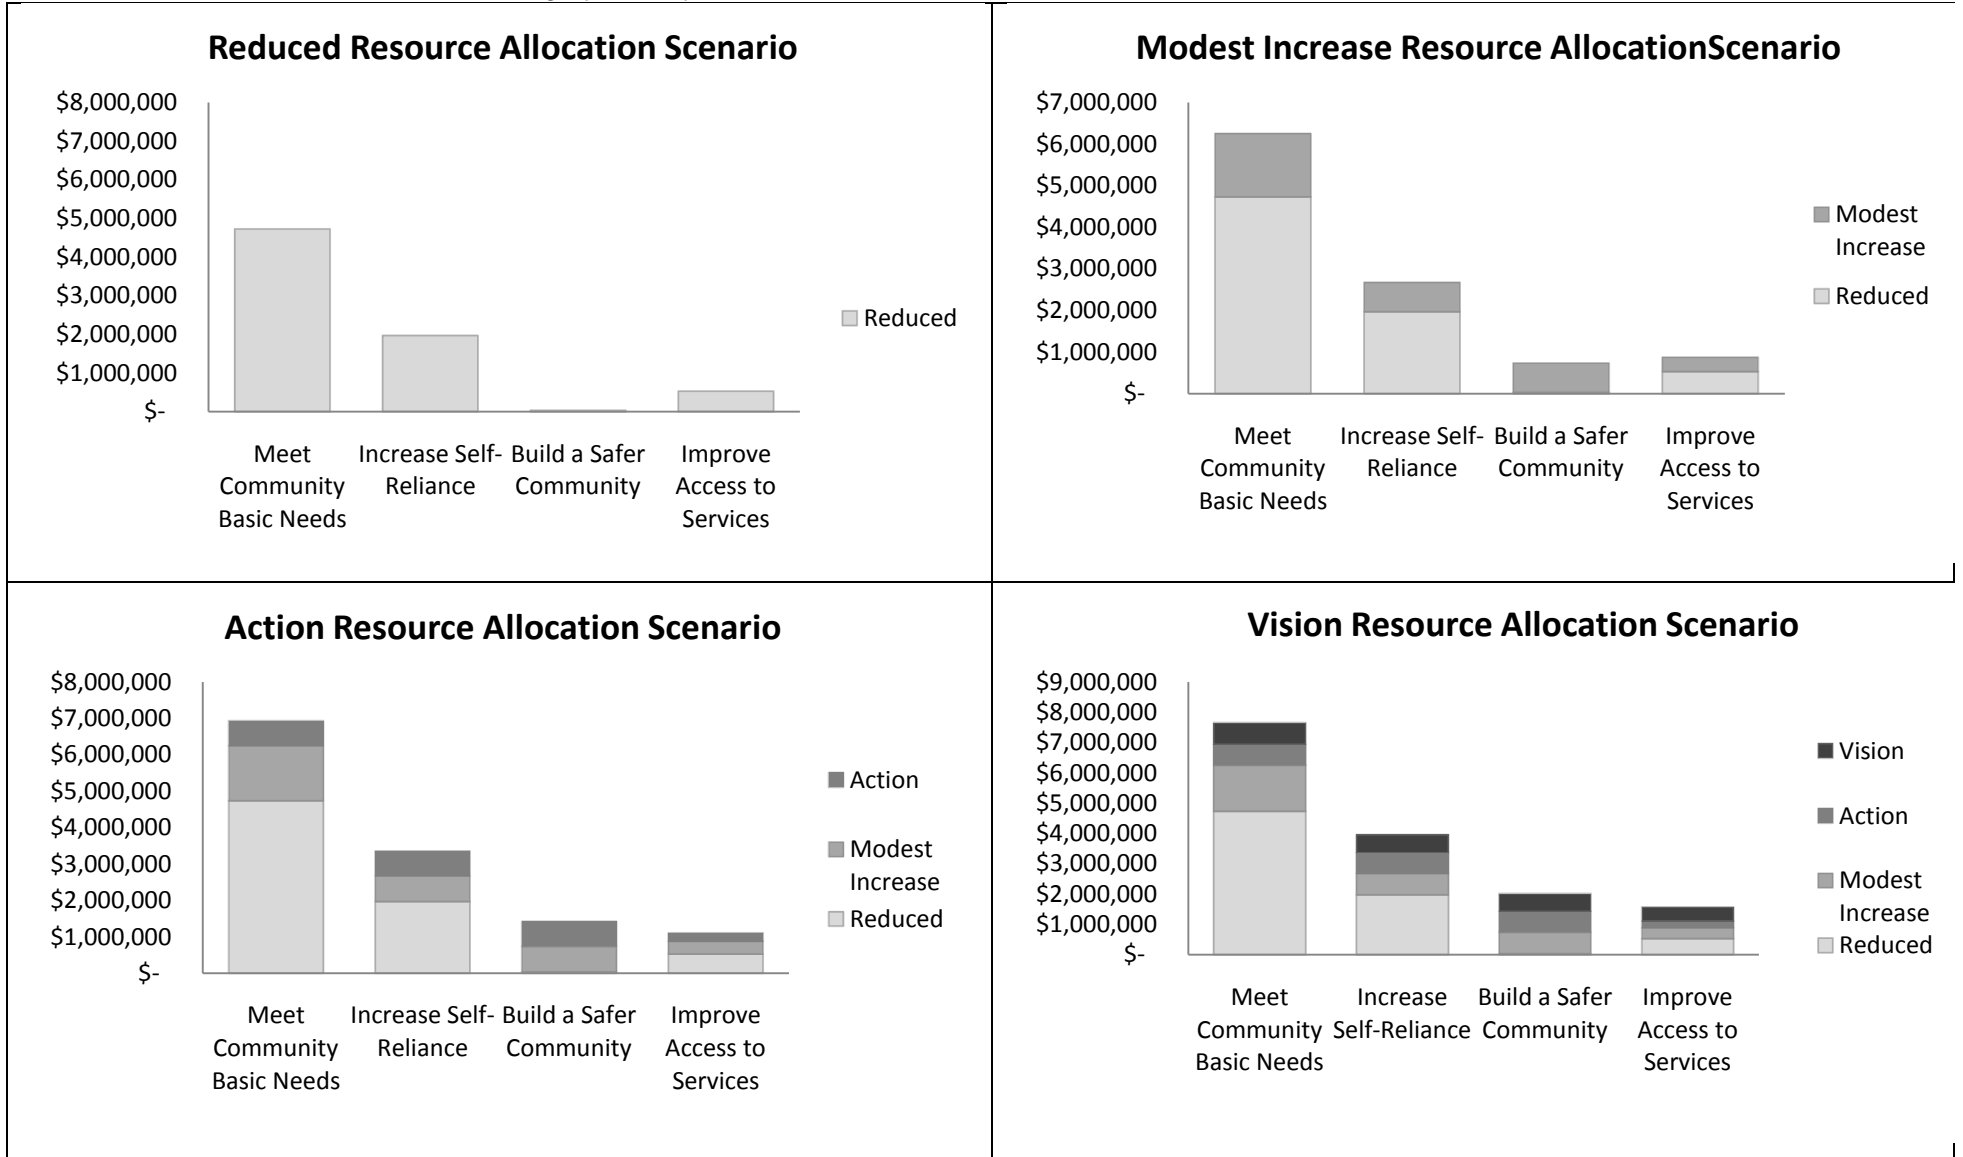 Reduced Resource Allocation Scenario
$8,000,000
$7,000,000
$6,000,000
$5,000,000
$4,000,000
$3,000,000
$2,000,000
$1,000,000
$-
Meet
Community
Basic Needs
Increase Self-
Reliance
Build a Safer
Community
Improve
Access to
Services
Reduced
Modest Increase Resource AllocationScenario
$7,000,000
$6,000,000
$5,000,000
$4,000,000
$3,000,000
$2,000,000
$1,000,000
$-
Meet
Community
Basic Needs
Increase Self-
Reliance
Build a Safer
Community
Improve
Access to
Services
Modest
Increase
Reduced
Action Resource Allocation Scenario
$8,000,000
$7,000,000
$6,000,000
$5,000,000
$4,000,000
$3,000,000
$2,000,000
$1,000,000
$-
Meet
Community
Basic Needs
Increase Self-
Reliance
Build a Safer
Community
Improve
Access to
Services
Action
Modest
Increase
Reduced
Vision Resource Allocation Scenario
$9,000,000
$8,000,000
$7,000,000
$6,000,000
$5,000,000
$4,000,000
$3,000,000
$2,000,000
$1,000,000
$-
Meet
Community
Basic Needs
Increase
Self-Reliance
Build a Safer
Community
Improve
Access to
Services
Vision
Action
Modest
Increase
Reduced